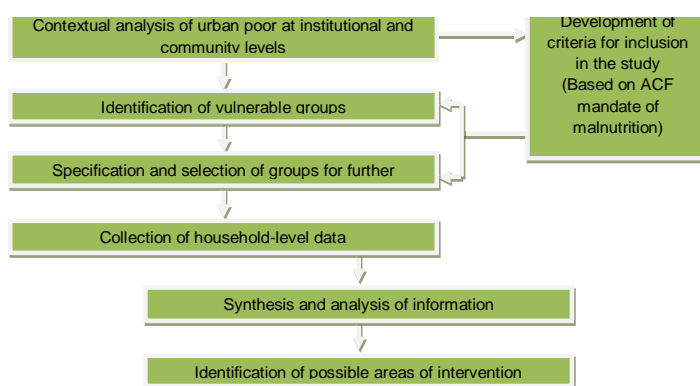 Contextual analysis of urban poor at institutional and
community levels
Development of
criteria for inclusion
in the study
(Based on ACF
mandate of
malnutrition)
Identification of vulnerable groups
Specification and selection of groups for further
Collection of household-level data
Synthesis and analysis of information
Identification of possible areas of intervention